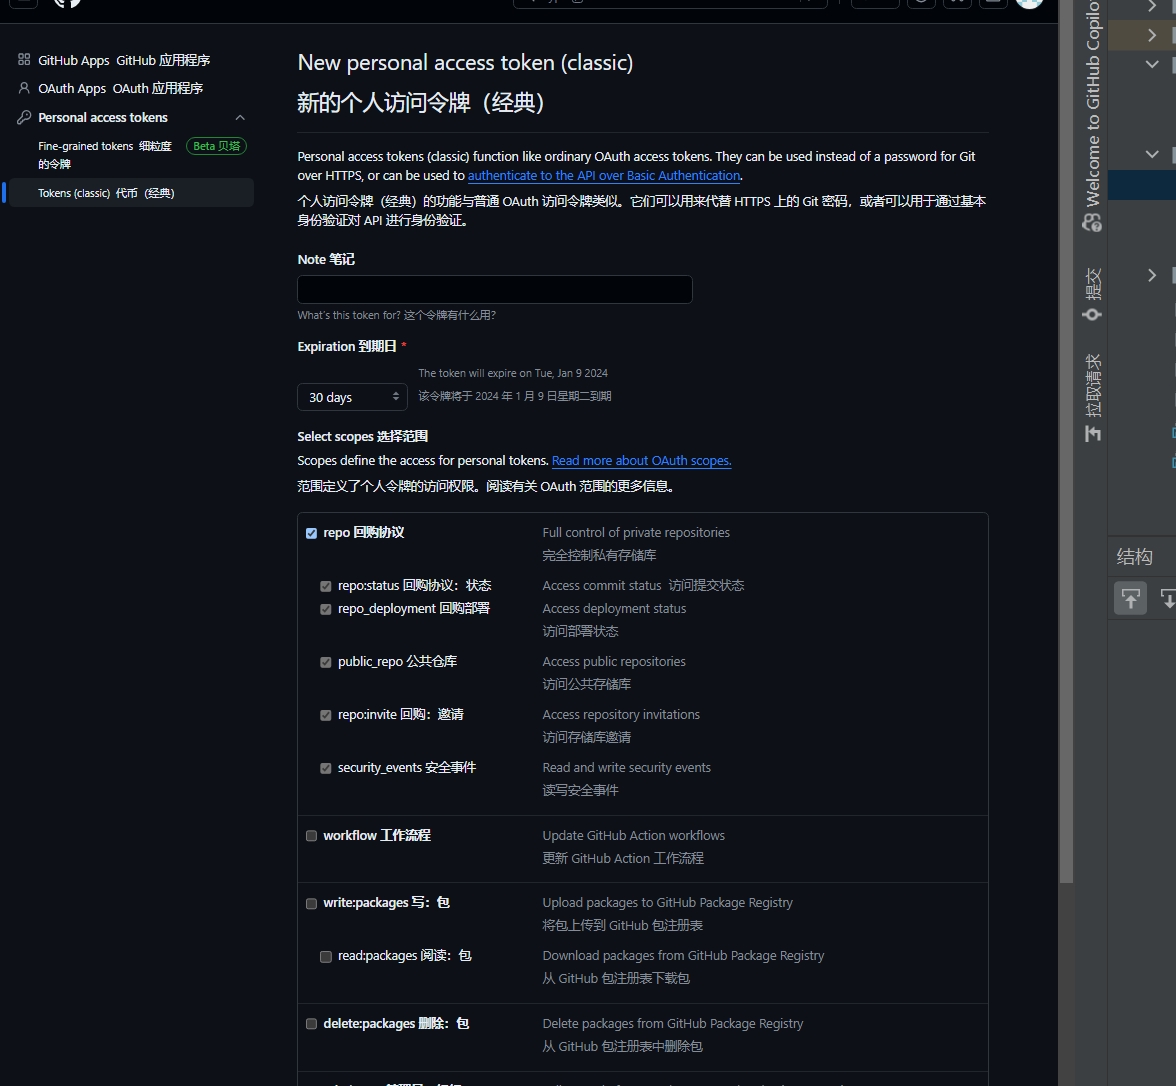 GitHub Apps GitHub 应用程序
OAuth Apps OAuth 应用程序
Personal access tokens
Fine-grained tokens 细粒度
的令牌
Beta 贝塔
Tokens (classic) 代币（经典）
New personal access token (classic)
新的个人访问令牌（经典）
Personal access tokens (classic) function like ordinary OAuth access tokens. They can be used instead of a password for Git
over HTTPS, or can be used to authenticate to the API over Basic Authentication.
个人访问令牌（经典）的功能与普通 OAuth 访问令牌类似。它们可以用来代替 HTTPS 上的 Git 密码，或者可以用于通过基本
身份验证对 API 进行身份验证。
Note 笔记
What's this token for? 这个令牌有什么用?
Expiration 到期日 *
30 days
The token will expire on Tue, Jan 9 2024
该令牌将于 2024 年 1 月 9 日星期二到期
Select scopes 选择范围
Scopes define the access for personal tokens. Read more about OAuth scopes.
范围定义了个人令牌的访问权限。阅读有关 OAuth 范围的更多信息。
repo 回购协议
Full control of private repositories
完全控制私有存储库
repo:status 回购协议：状态
Access commit status 访问提交状态
repo_deployment 回购部署
Access deployment status
访问部署状态
public_repo 公共仓库
Access public repositories
访问公共存储库
repo:invite 回购：邀请
Access repository invitations
访问存储库邀请
security_events 安全事件
Read and write security events
读写安全事件
workflow 工作流程
Update GitHub Action workflows
更新 GitHub Action 工作流程
write:packages 写：包
Upload packages to GitHub Package Registry
将包上传到 GitHub 包注册表
read:packages 阅读：包
Download packages from GitHub Package Registry
从 GitHub 包注册表下载包
delete:packages 删除：包
Delete packages from GitHub Package Registry
从 GitHub 包注册表中删除包
Welcome to GitHub Copilot
提交
拉取请求
结构